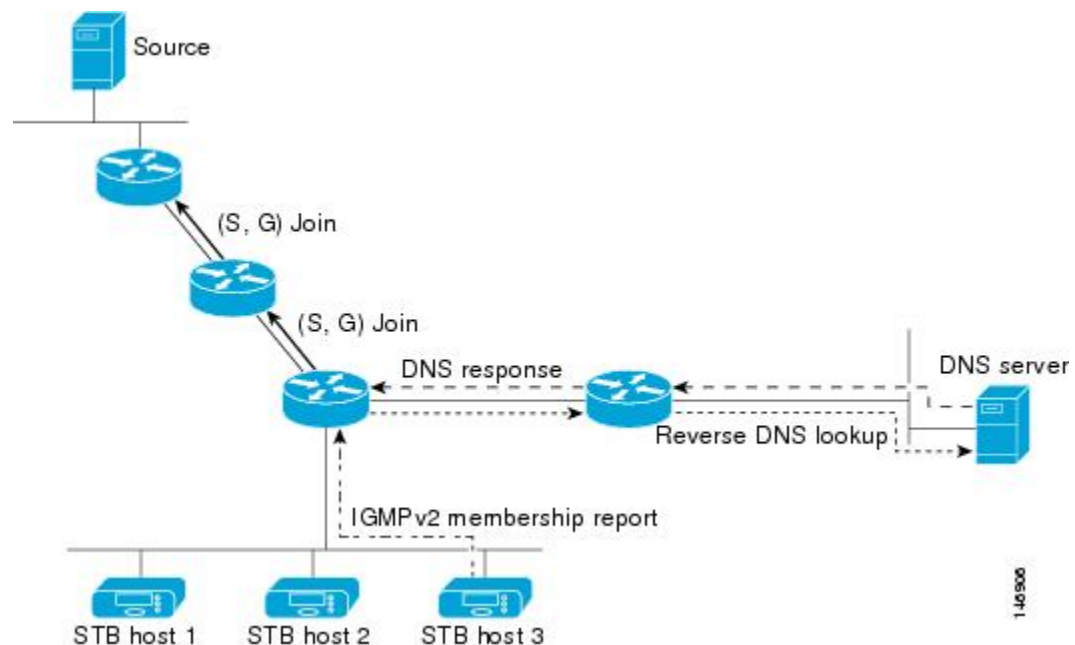 Source
(S, G) Join
(S, G) Join
DNS response
DNS server
Reverse DNS lookup
IGMPv2 membership report
STB host 1
STB host 2
STB host 3
146906